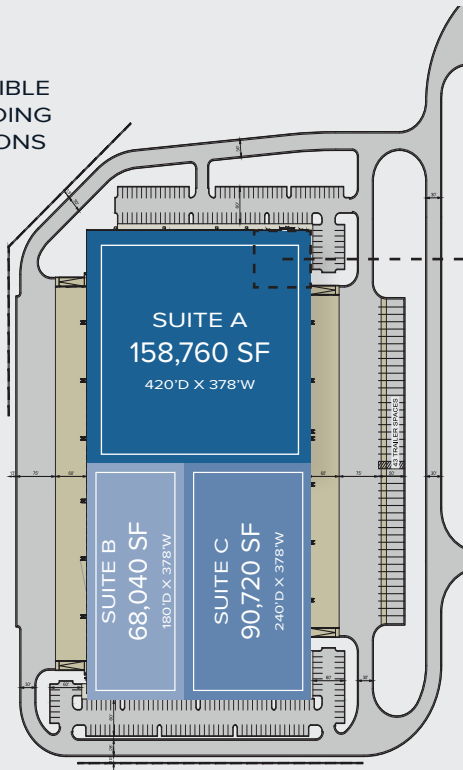 IBLE
DING
ONS
SUITE A
158,760 SF
420'D X 378'W
SUITE B
68,040 SF
180'D X 378'W
SUITE C
90,720 SF
240'D X 378'W
43 TRAILER SPACES